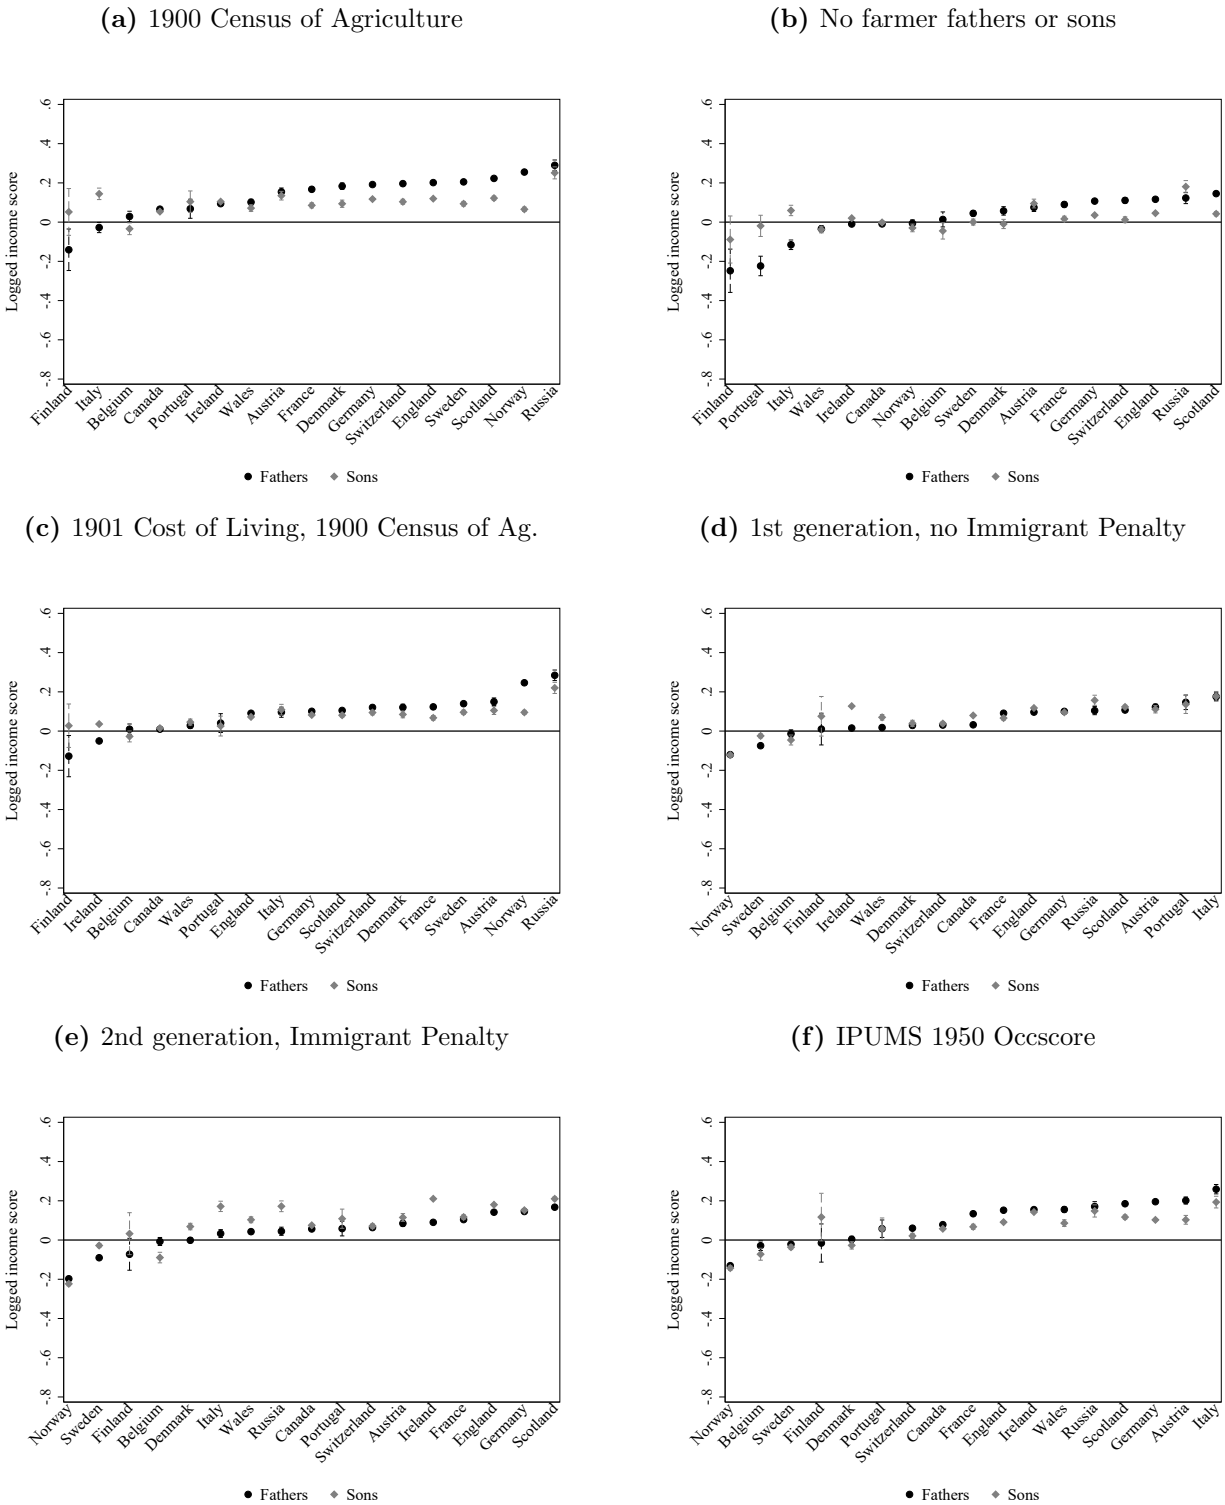 (a) 1900 Census of Agriculture
Logged income score
.6
.4
.2
0
-.2
-.4
-.6
-.8
Finland
Italy
Belgium
Canada
Portugal
Ireland
Wales
Austria
France
Denmark
Germany
Switzerland
England
Sweden
Scotland
Norway
Russia
Fathers Sons
(b) No farmer fathers or sons
Logged income score
.6
.4
.2
0
-.2
-.4
-.6
-.8
Finland
Portugal
Italy
Wales
Ireland
Canada
Norway
Belgium
Sweden
Denmark
Austria
France
Germany
Switzerland
England
Russia
Scotland
Fathers Sons
(c) 1901 Cost of Living, 1900 Census of Ag.
Logged income score
.6
.4
.2
0
-.2
-.4
-.6
-.8
Finland
Ireland
Belgium
Canada
Wales
Portugal
England
Italy
Germany
Scotland
Switzerland
Denmark
France
Sweden
Austria
Norway
Russia
Fathers Sons
(d) 1st generation, no Immigrant Penalty
Logged income score
.6
.4
.2
0
-.2
-.4
-.6
-.8
Norway
Sweden
Belgium
Finland
Ireland
Wales
Denmark
Switzerland
Canada
France
England
Germany
Russia
Scotland
Austria
Portugal
Italy
Fathers Sons
(e) 2nd generation, Immigrant Penalty
Logged income score
.6
.4
.2
0
-.2
-.4
-.6
-.8
Norway
Sweden
Finland
Belgium
Denmark
Italy
Wales
Russia
Canada
Portugal
Switzerland
Austria
Ireland
France
England
Germany
Scotland
Fathers Sons
(f) IPUMS 1950 Occscore
Logged income score
.6
.4
.2
0
-.2
-.4
-.6
-.8
Norway
Belgium
Sweden
Finland
Denmark
Portugal
Switzerland
Canada
France
England
Ireland
Wales
Russia
Scotland
Germany
Austria
Italy
Fathers Sons